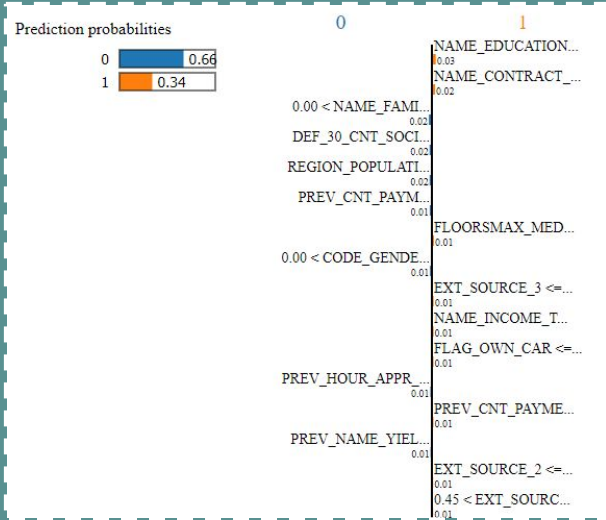 0 1
Prediction probabilities
0 0.66
1 0.34
NAME_EDUCATION...
0.03
NAME_CONTRACT_...
0.02
0.00 < NAME_FAMI...
0.02
DEF_30_CNT_SOCI...
0.02
REGION_POPULATI...
0.02
PREV_CNT_PAYM...
0.01
FLOORSMAX_MED...
0.01
0.00 < CODE_GENDE...
0.01
EXT_SOURCE_3 <=...
0.01
NAME_INCOME_T...
0.01
FLAG_OWN_CAR <=...
0.01
PREV_HOUR_APPR_...
0.01
PREV_CNT_PAYME...
0.01
PREV_NAME_YIEL...
0.01
EXT_SOURCE_2 <=...
0.01
0.45 < EXT_SOURC...
0.01